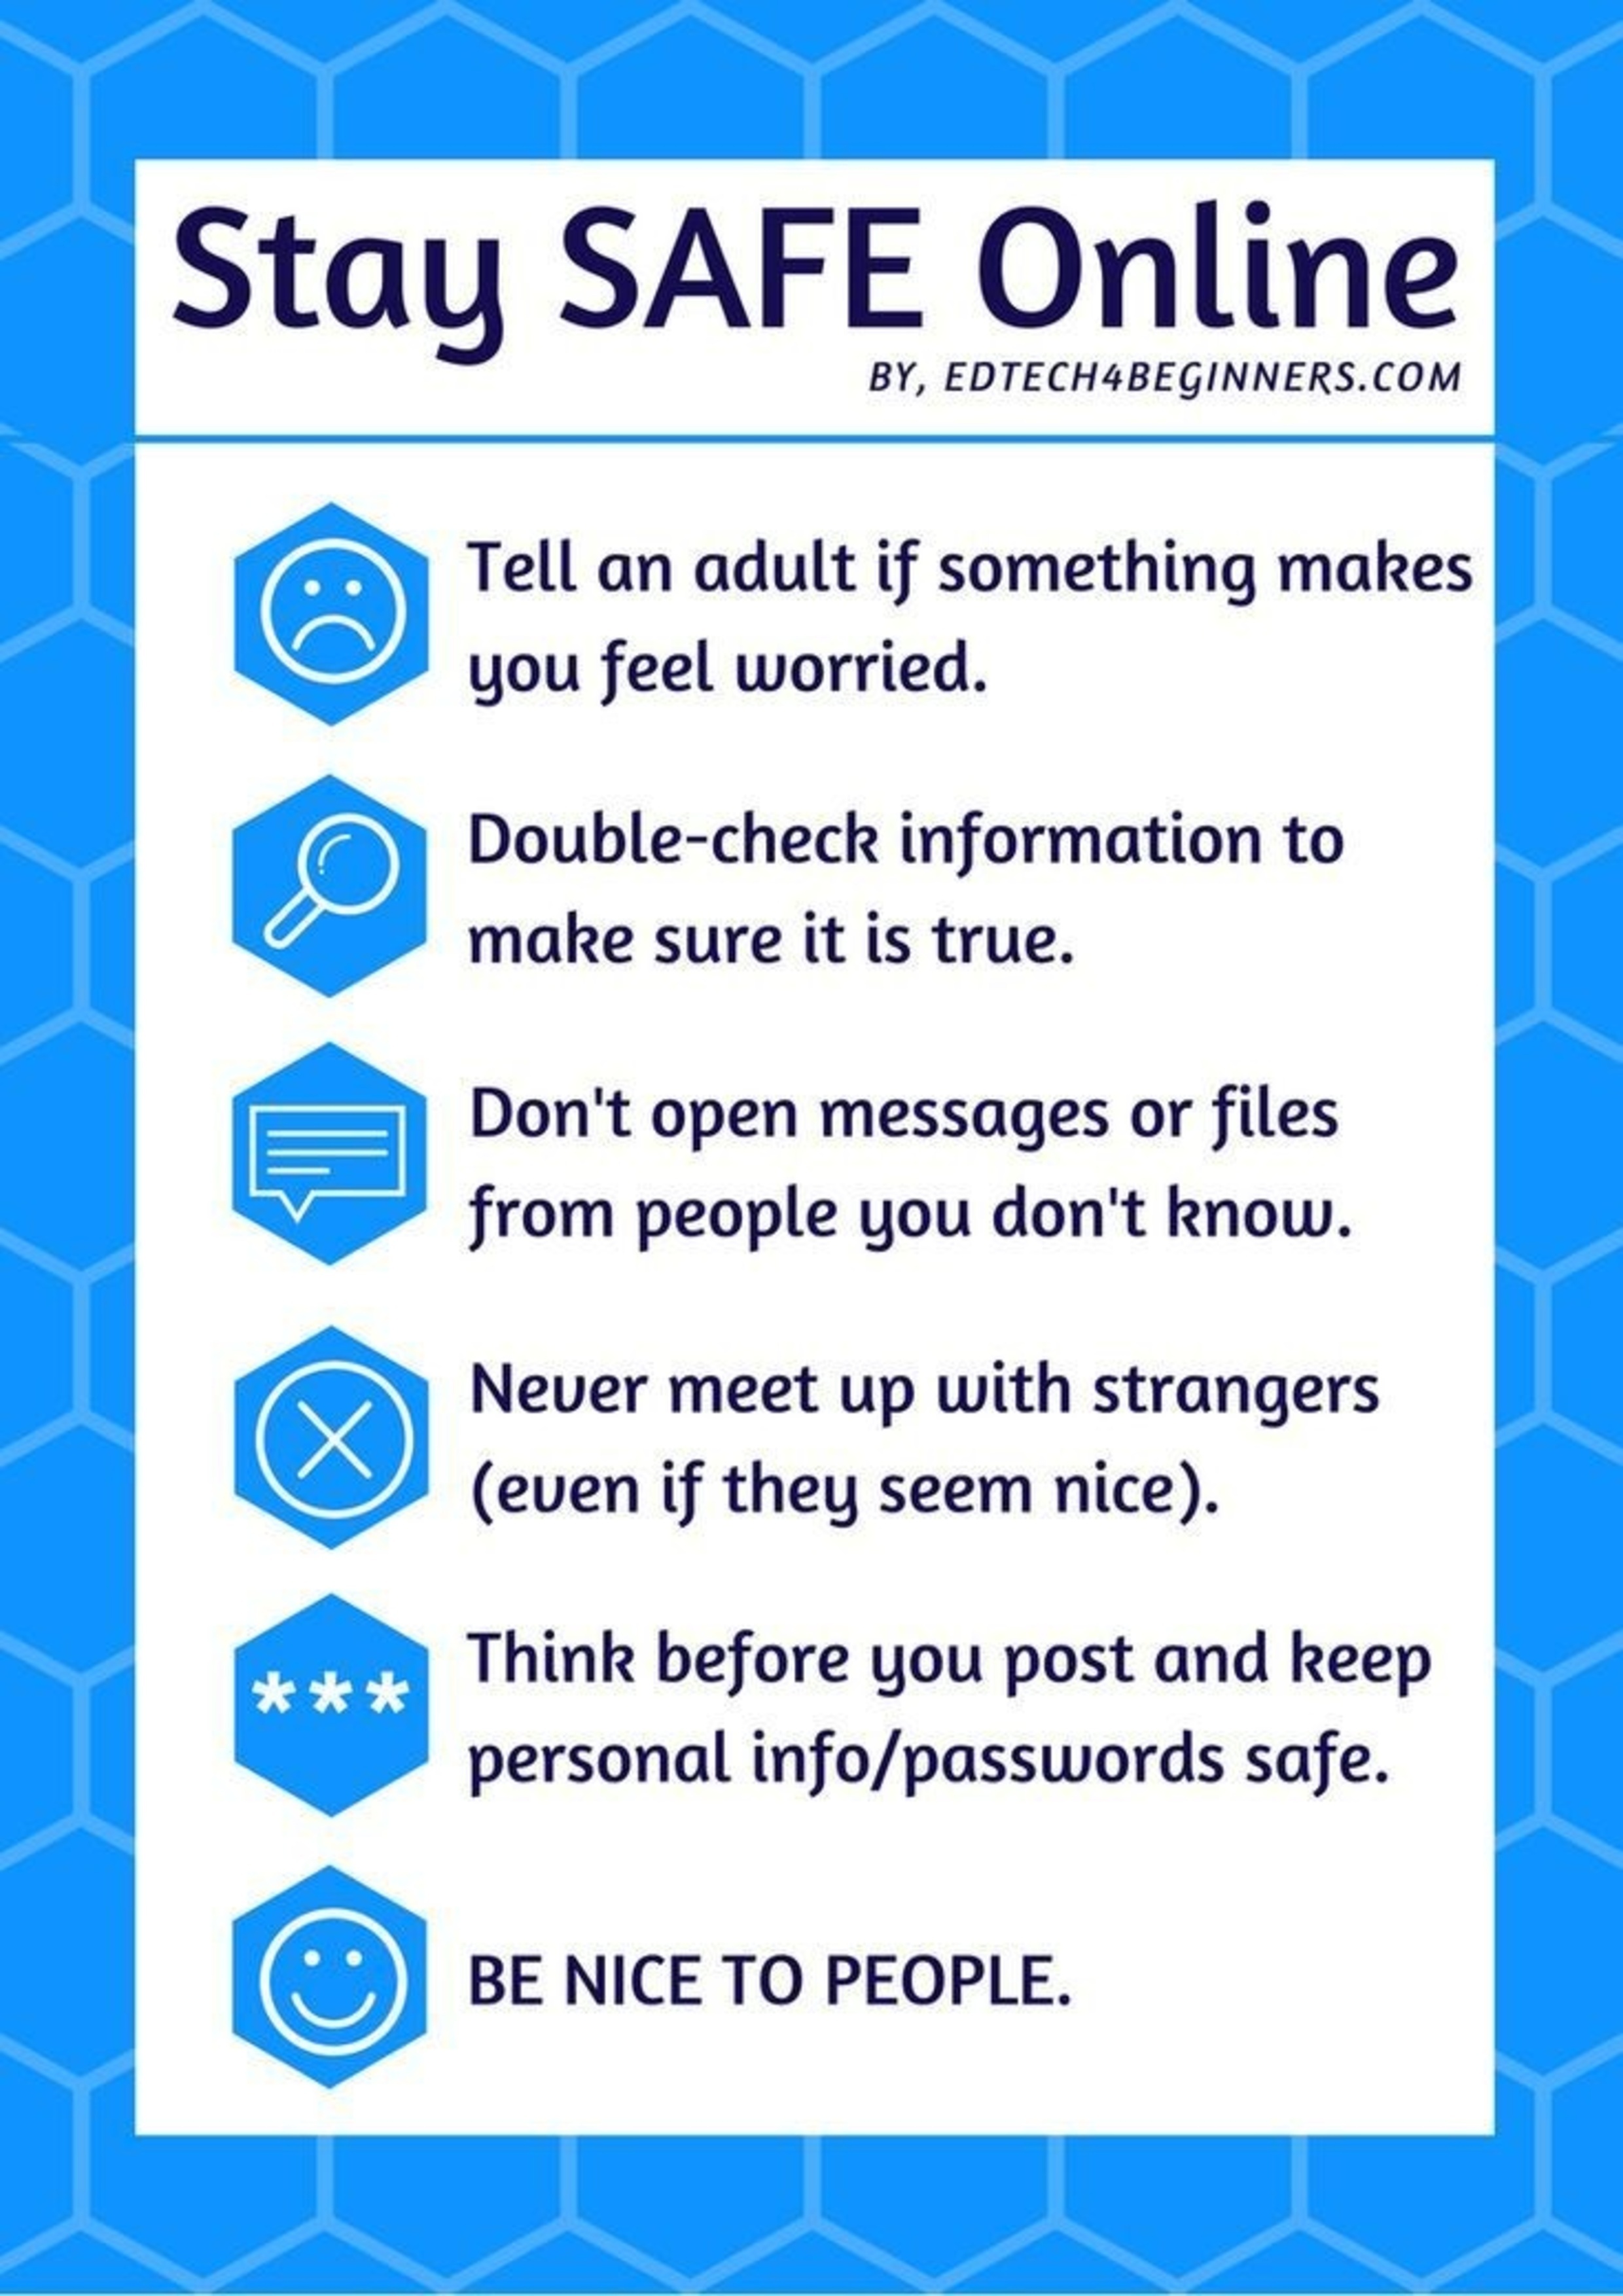 Stay SAFE Online
BY, EDTECH4BEGINNERS.COM
Tell an adult if something makes
you feel worried.
Double-check information to
make sure it is true.
Don't open messages or files
from people you don't know.
Never meet up with strangers
(even if they seem nice).
***
Think before you post and keep
personal info/passwords safe.
BE NICE TO PEOPLE.